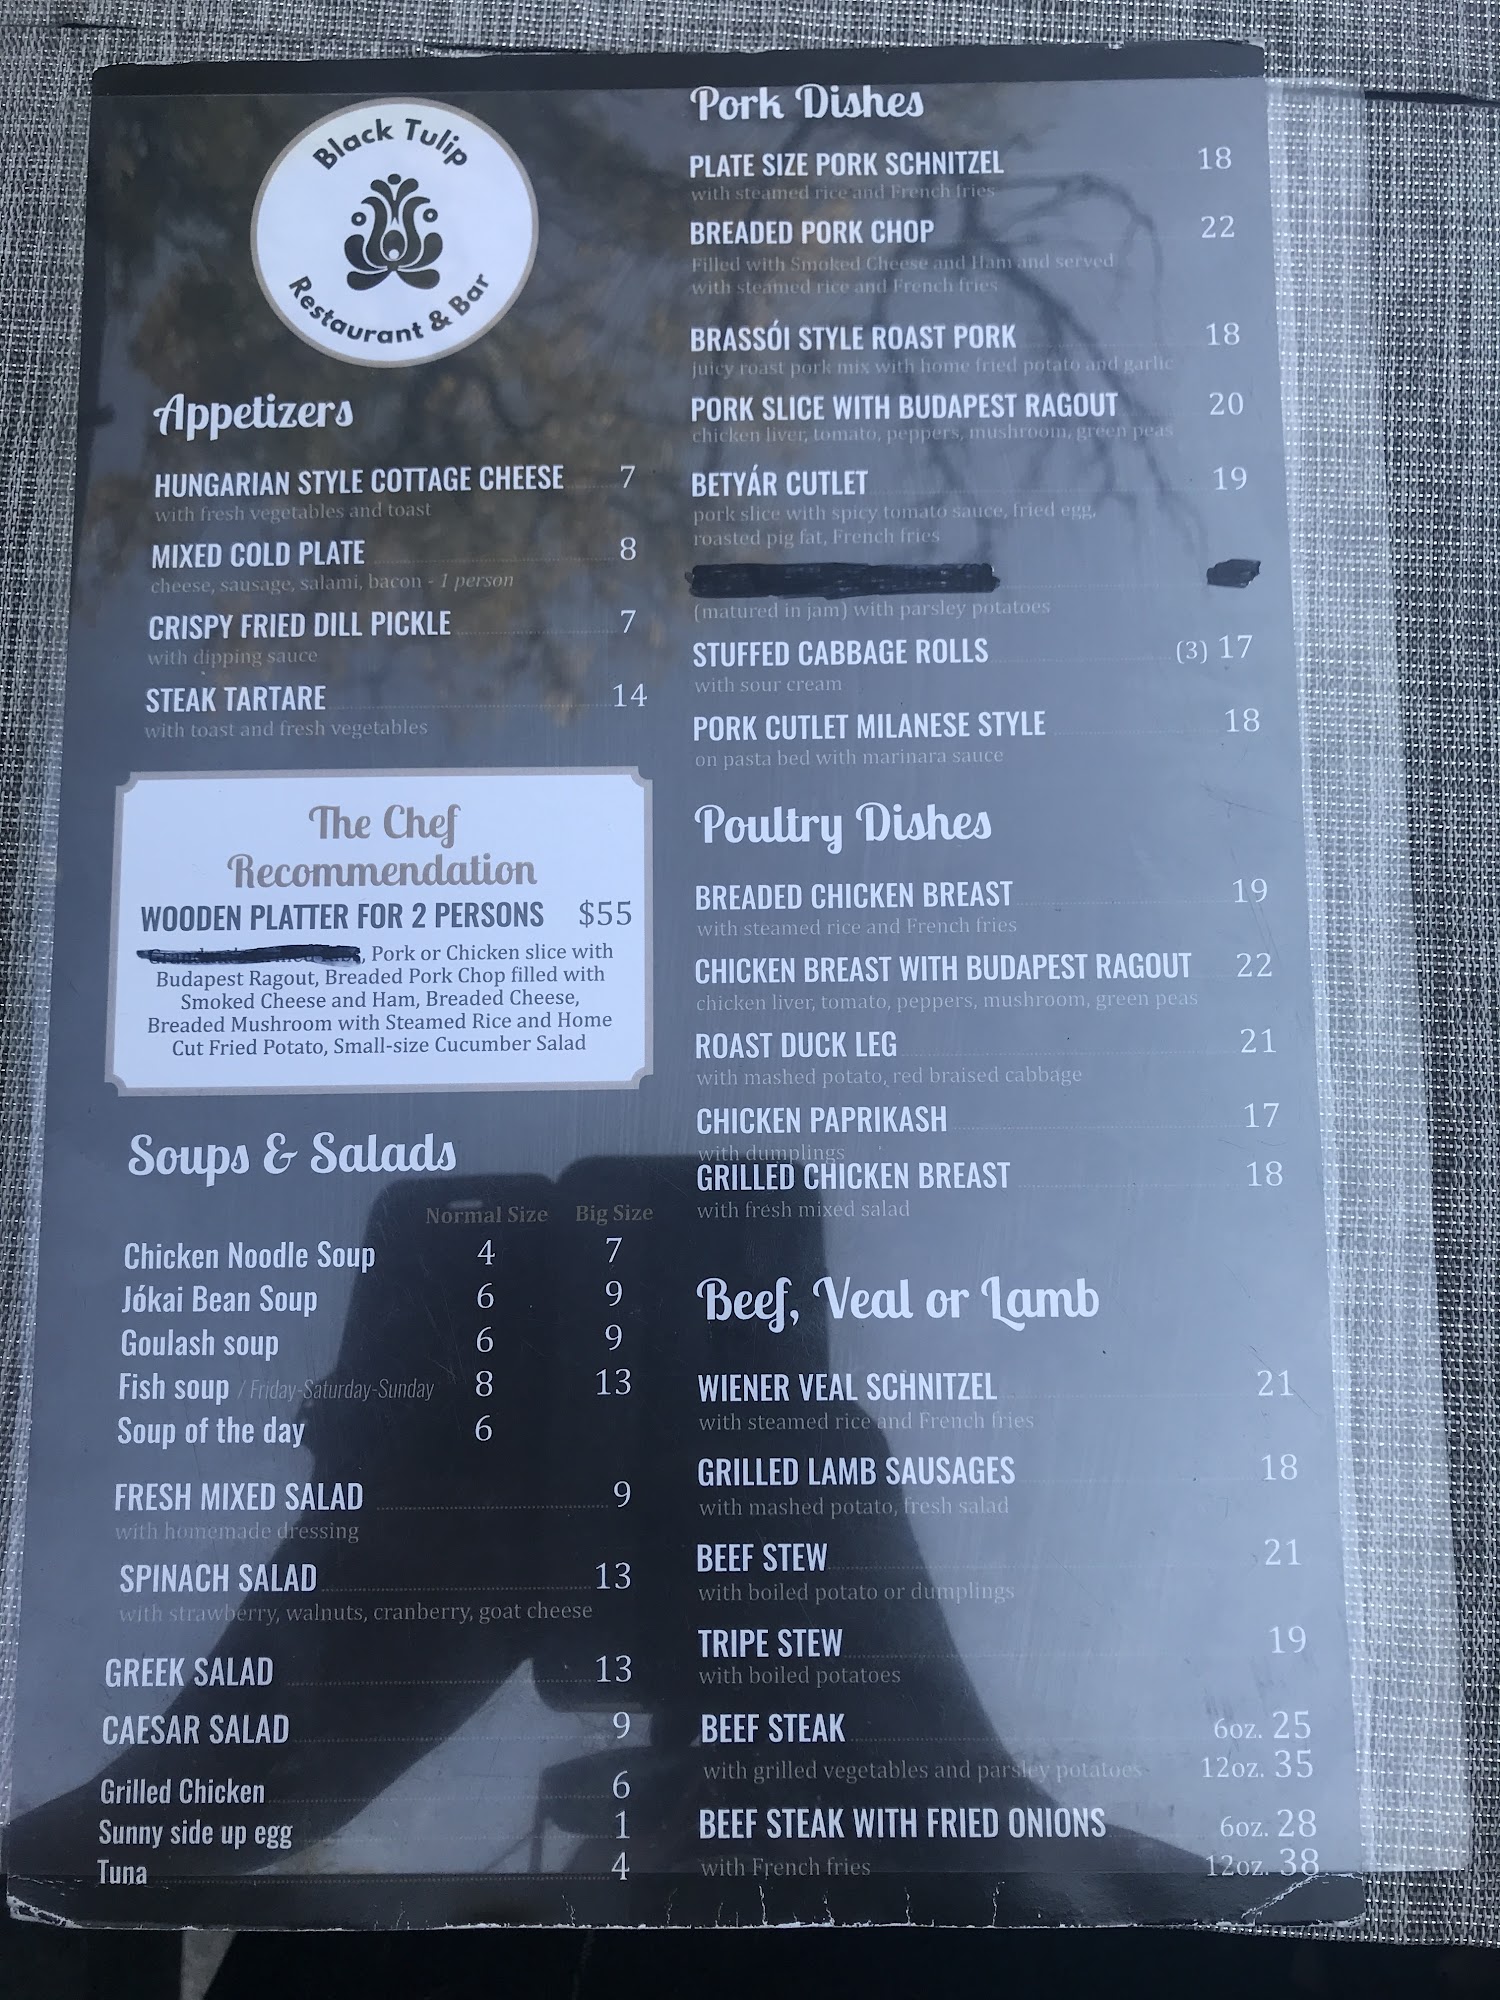 Black Tulip
Restaurant & Bar
Appetizers
HUNGARIAN STYLE COTTAGE CHEESE 7
with fresh vegetables and toast
MIXED COLD PLATE 8
cheese, sausage, salami, bacon - 1 person
CRISPY FRIED DILL PICKLE 7
with dipping sauce
STEAK TARTARE 14
with toast and fresh vegetables
The Chef
Recommendation
WOODEN PLATTER FOR 2 PERSONS $55
, Pork or Chicken slice with
Budapest Ragout, Breaded Pork Chop filled with
Smoked Cheese and Ham, Breaded Cheese,
Breaded Mushroom with Steamed Rice and Home
Cut Fried Potato, Small-size Cucumber Salad
Soups & Salads
Normal Size Big Size
Chicken Noodle Soup 4 7
Jókai Bean Soup 6 9
Goulash soup 6 9
Fish soup / Friday-Saturday-Sunday 8 13
Soup of the day 6
FRESH MIXED SALAD 9
with homemade dressing
SPINACH SALAD 13
with strawberry, walnuts, cranberry, goat cheese
GREEK SALAD 13
CAESAR SALAD 9
Grilled Chicken 6
Sunny side up egg 1
Tuna 4
Pork Dishes
PLATE SIZE PORK SCHNITZEL 18
with steamed rice and French fries
BREADED PORK CHOP 22
Filled with Smoked Cheese and Ham and served
with steamed rice and French fries
BRASSÓI STYLE ROAST PORK 18
juicy roast pork mix with home fried potato and garlic
PORK SLICE WITH BUDAPEST RAGOUT 20
chicken liver, tomato, peppers, mushroom, green peas
BETYÁR CUTLET 19
pork slice with spicy tomato sauce, fried egg,
roasted pig fat, French fries
(matured in jam) with parsley potatoes
STUFFED CABBAGE ROLLS (3) 17
with sour cream
PORK CUTLET MILANESE STYLE 18
on pasta bed with marinara sauce
Poultry Dishes
BREADED CHICKEN BREAST 19
with steamed rice and French fries
CHICKEN BREAST WITH BUDAPEST RAGOUT 22
chicken liver, tomato, peppers, mushroom, green peas
ROAST DUCK LEG 21
with mashed potato, red braised cabbage
CHICKEN PAPRIKASH 17
with dumplings
GRILLED CHICKEN BREAST 18
with fresh mixed salad
Beef, Veal or Lamb
WIENER VEAL SCHNITZEL 21
with steamed rice and French fries
GRILLED LAMB SAUSAGES 18
with mashed potato, fresh salad
BEEF STEW 21
with boiled potato or dumplings
TRIPE STEW 19
with boiled potatoes
BEEF STEAK 6oz. 25
with grilled vegetables and parsley potatoes 12oz. 35
BEEF STEAK WITH FRIED ONIONS 6oz. 28
with French fries 12oz. 38